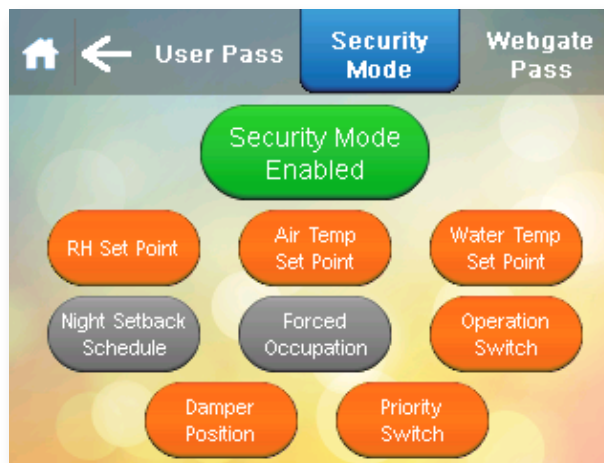 User Pass
Security
Mode
Webgate
Pass
Security Mode
Enabled
RH Set Point
Air Temp
Set Point
Water Temp
Set Point
Night Setback
Schedule
Forced
Occupation
Operation
Switch
Damper
Position
Priority
Switch